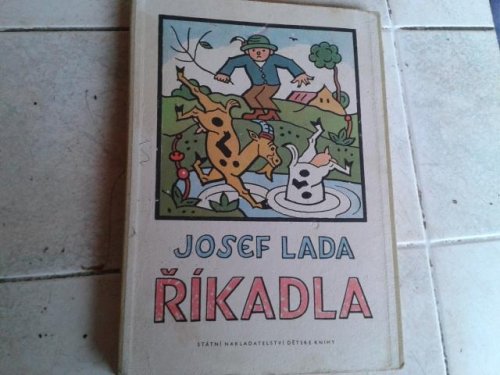 JOSEF LADA
ŘÍKADLA
STÁTNÍ NAKLADATELSTVÍ DĚTSKÉ KNIHY